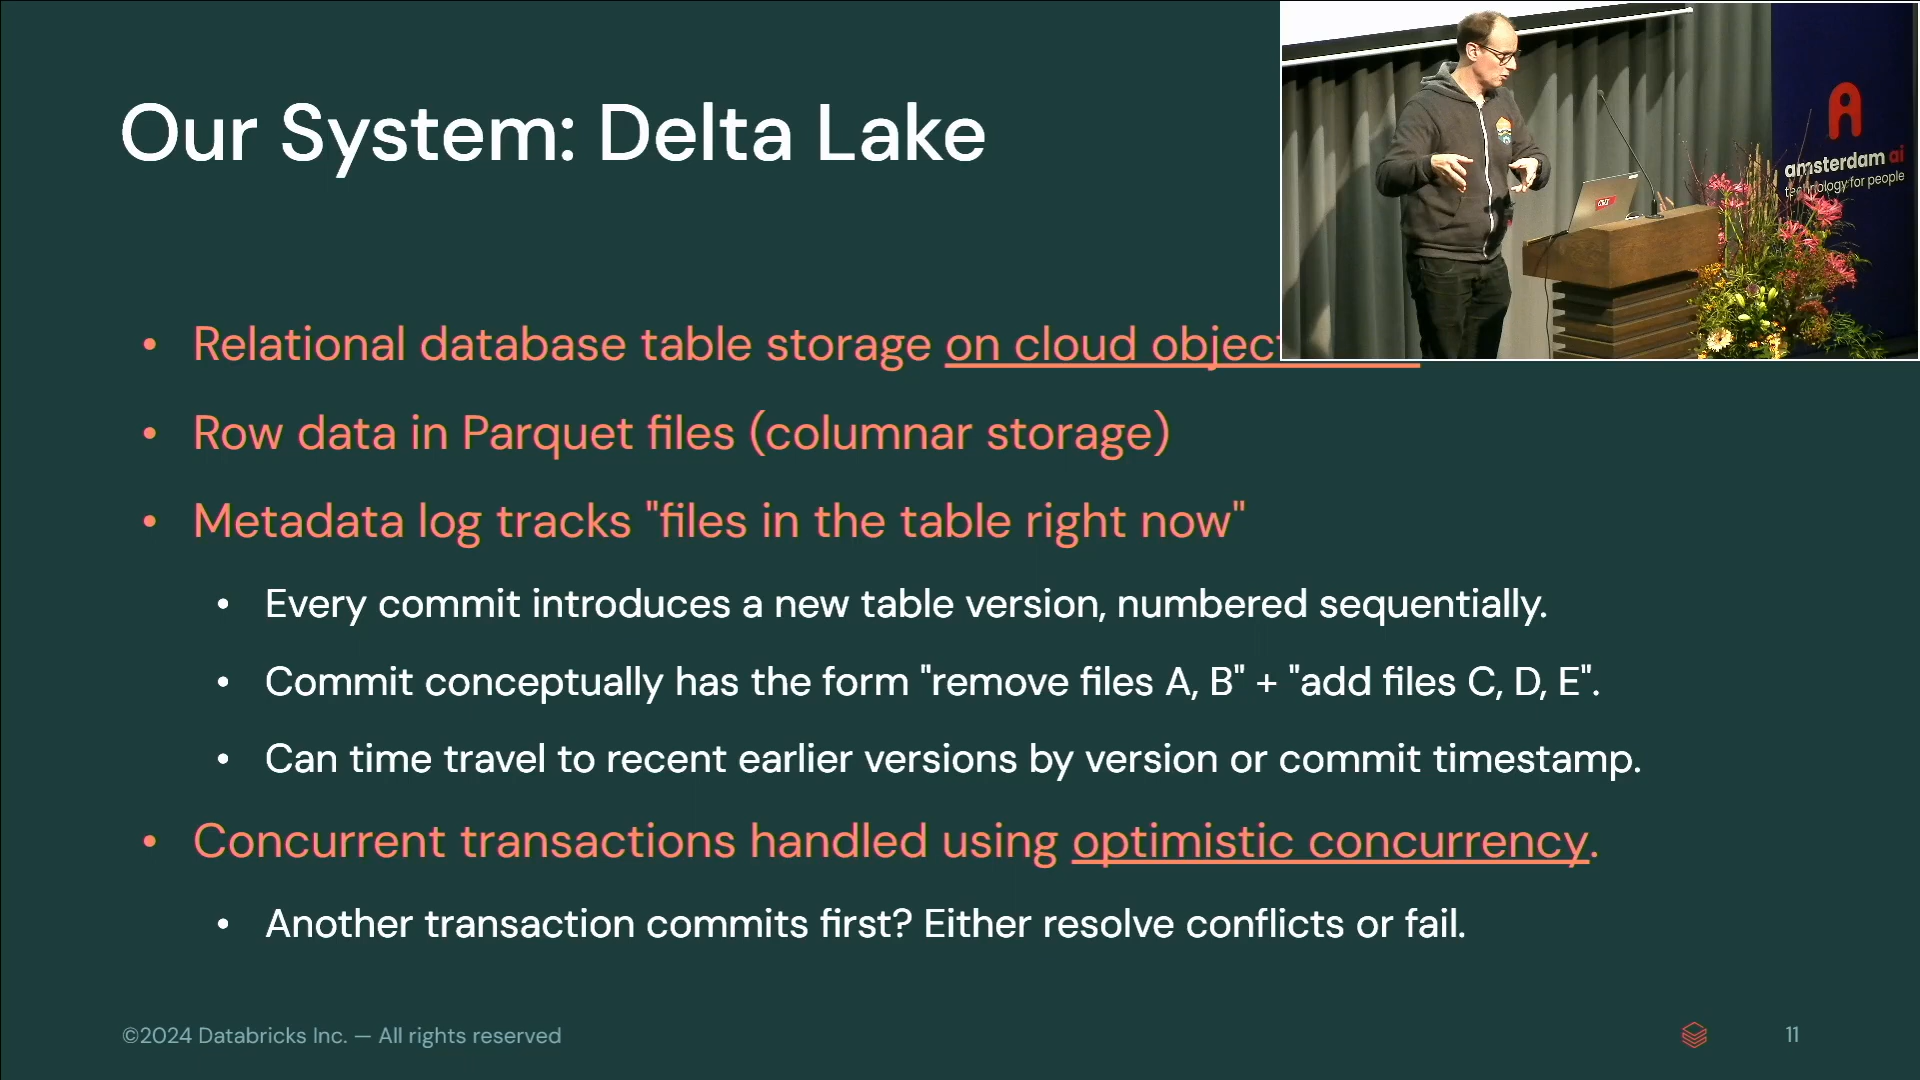 Our System: Delta Lake
• Relational database table storage on cloud object
• Row data in Parquet files (columnar storage)
• Metadata log tracks "files in the table right now"
• Every commit introduces a new table version, numbered sequentially.
• Commit conceptually has the form "remove files A, B" + "add files C, D, E".
• Can time travel to recent earlier versions by version or commit timestamp.
• Concurrent transactions handled using optimistic concurrency.
• Another transaction commits first? Either resolve conflicts or fail.
©2024 Databricks Inc. — All rights reserved
11
amsterdam ai
technology for people